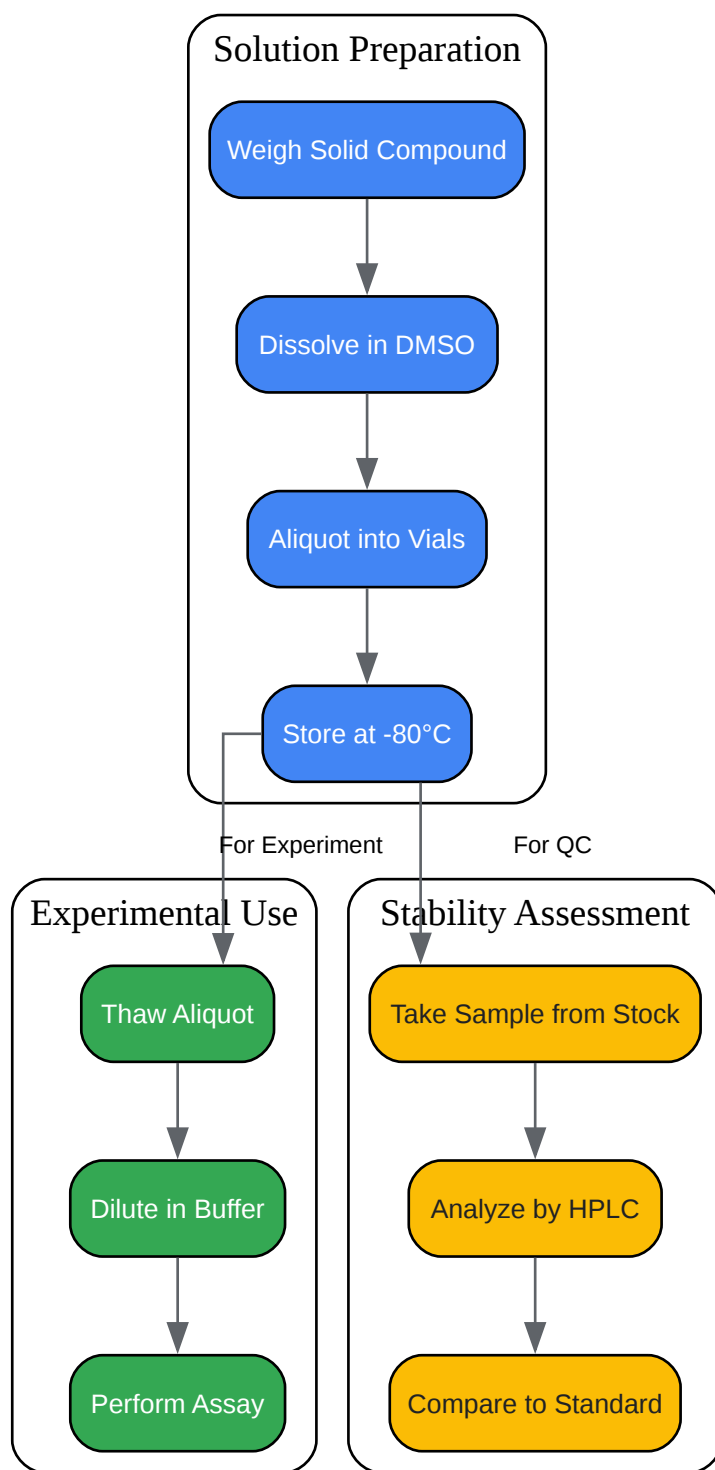 Solution Preparation
Weigh Solid Compound
Dissolve in DMSO
Aliquot into Vials
Store at -80°C
For Experiment
For QC
Experimental Use
Thaw Aliquot
Dilute in Buffer
Perform Assay
Stability Assessment
Take Sample from Stock
Analyze by HPLC
Compare to Standard